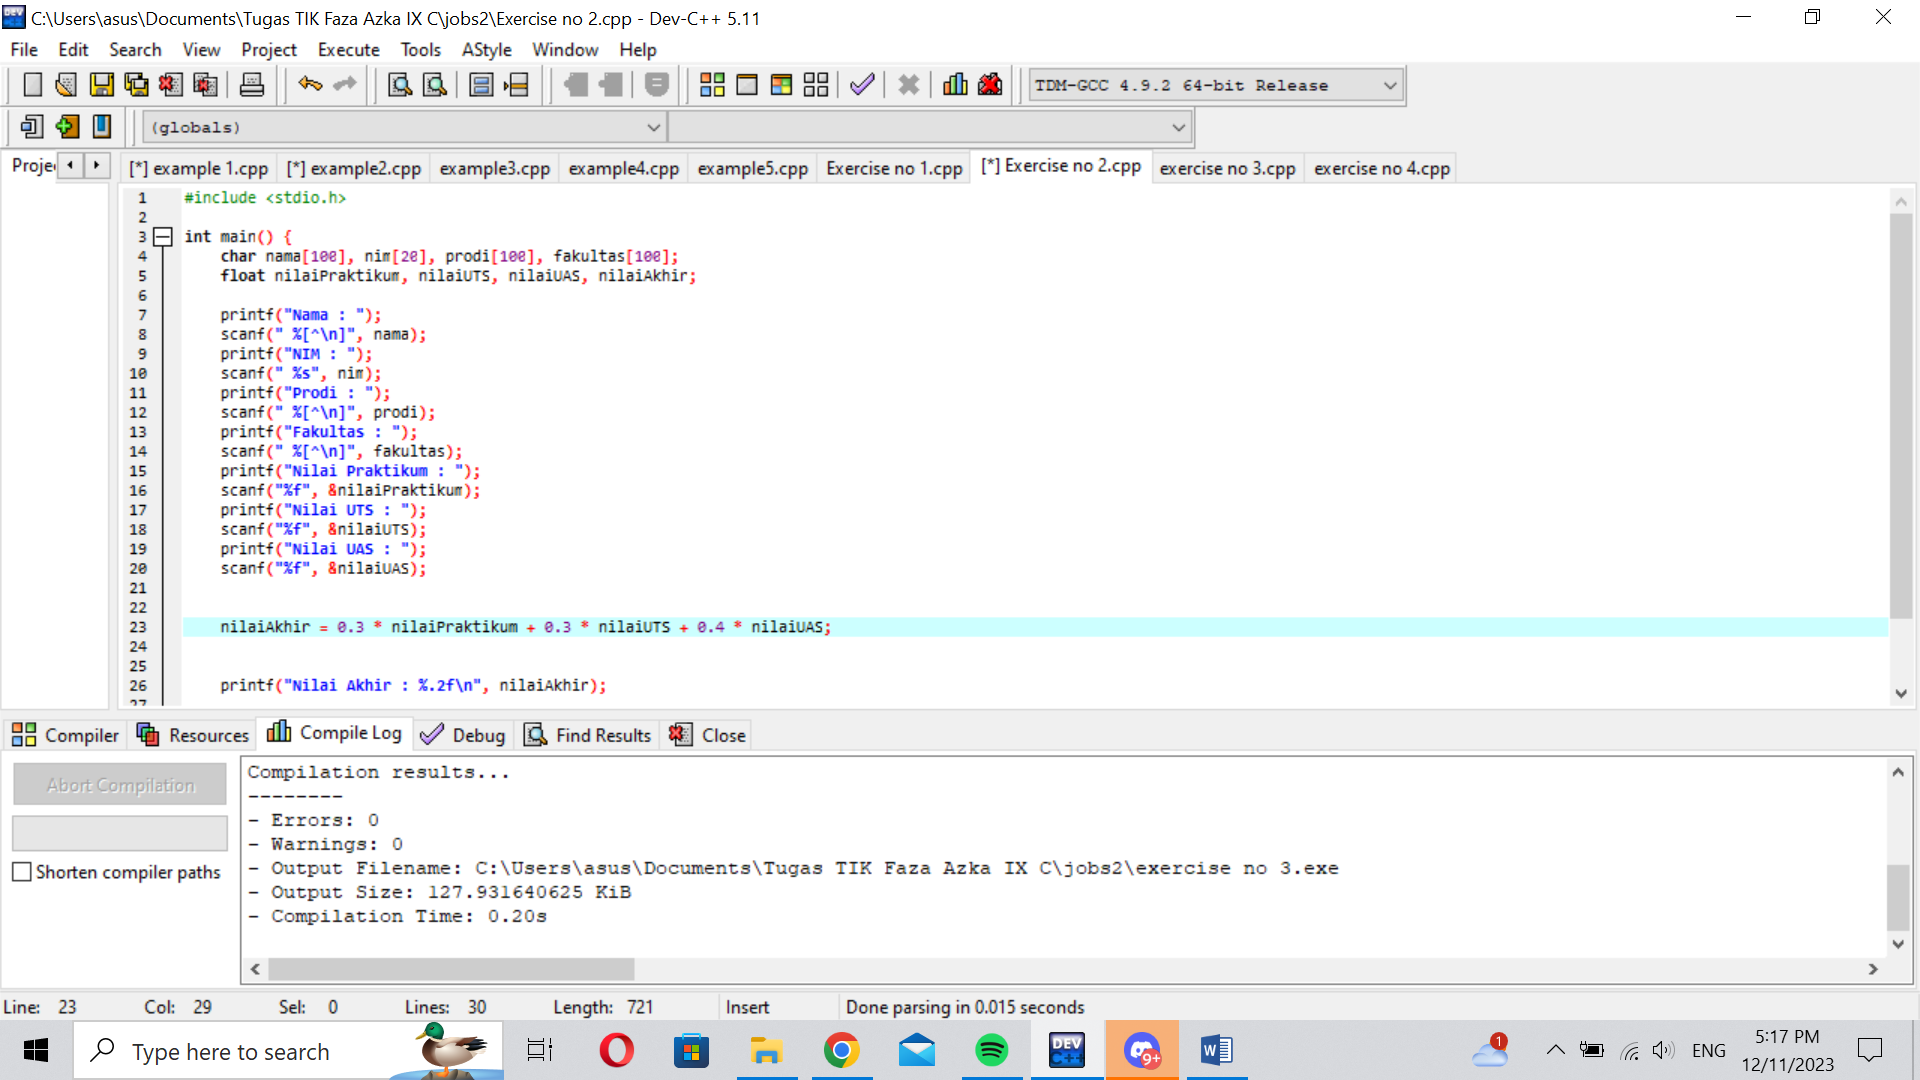 C:\Users\asus\Documents\Tugas TIK Faza Azka IX C\jobs2\Exercise no 2.cpp - Dev-C++ 5.11
File Edit Search View Project Execute Tools AStyle Window Help
TDM-GCC 4.9.2 64-bit Release
(globals)
Projec [*] example 1.cpp [*] example2.cpp example3.cpp example4.cpp example5.cpp Exercise no 1.cpp [*] Exercise no 2.cpp exercise no 3.cpp exercise no 4.cpp
1 #include <stdio.h>
2
3 int main() {
4 char nama[100], nim[20], prodi[100], fakultas[100];
5 float nilaiPraktikum, nilaiUTS, nilaiUAS, nilaiAkhir;
6
7 printf("Nama : ");
8 scanf(" %[^\n]", nama);
9 printf("NIM : ");
10 scanf(" %s", nim);
11 printf("Prodi : ");
12 scanf(" %[^\n]", prodi);
13 printf("Fakultas : ");
14 scanf(" %[^\n]", fakultas);
15 printf("Nilai Praktikum : ");
16 scanf("%f", &nilaiPraktikum);
17 printf("Nilai UTS : ");
18 scanf("%f", &nilaiUTS);
19 printf("Nilai UAS : ");
20 scanf("%f", &nilaiUAS);
21
22
23 nilaiAkhir = 0.3 * nilaiPraktikum + 0.3 * nilaiUTS + 0.4 * nilaiUAS;
24
25
26 printf("Nilai Akhir : %.2f\n", nilaiAkhir);
27
Compiler Resources Compile Log Debug Find Results Close
Abort Compilation
Shorten compiler paths
Compilation results...
--------
- Errors: 0
- Warnings: 0
- Output Filename: C:\Users\asus\Documents\Tugas TIK Faza Azka IX C\jobs2\exercise no 3.exe
- Output Size: 127.931640625 KiB
- Compilation Time: 0.20s
Line: 23 Col: 29 Sel: 0 Lines: 30 Length: 721 Insert Done parsing in 0.015 seconds
Type here to search
DEV C++
9+
W
1
ENG
5:17 PM
12/11/2023